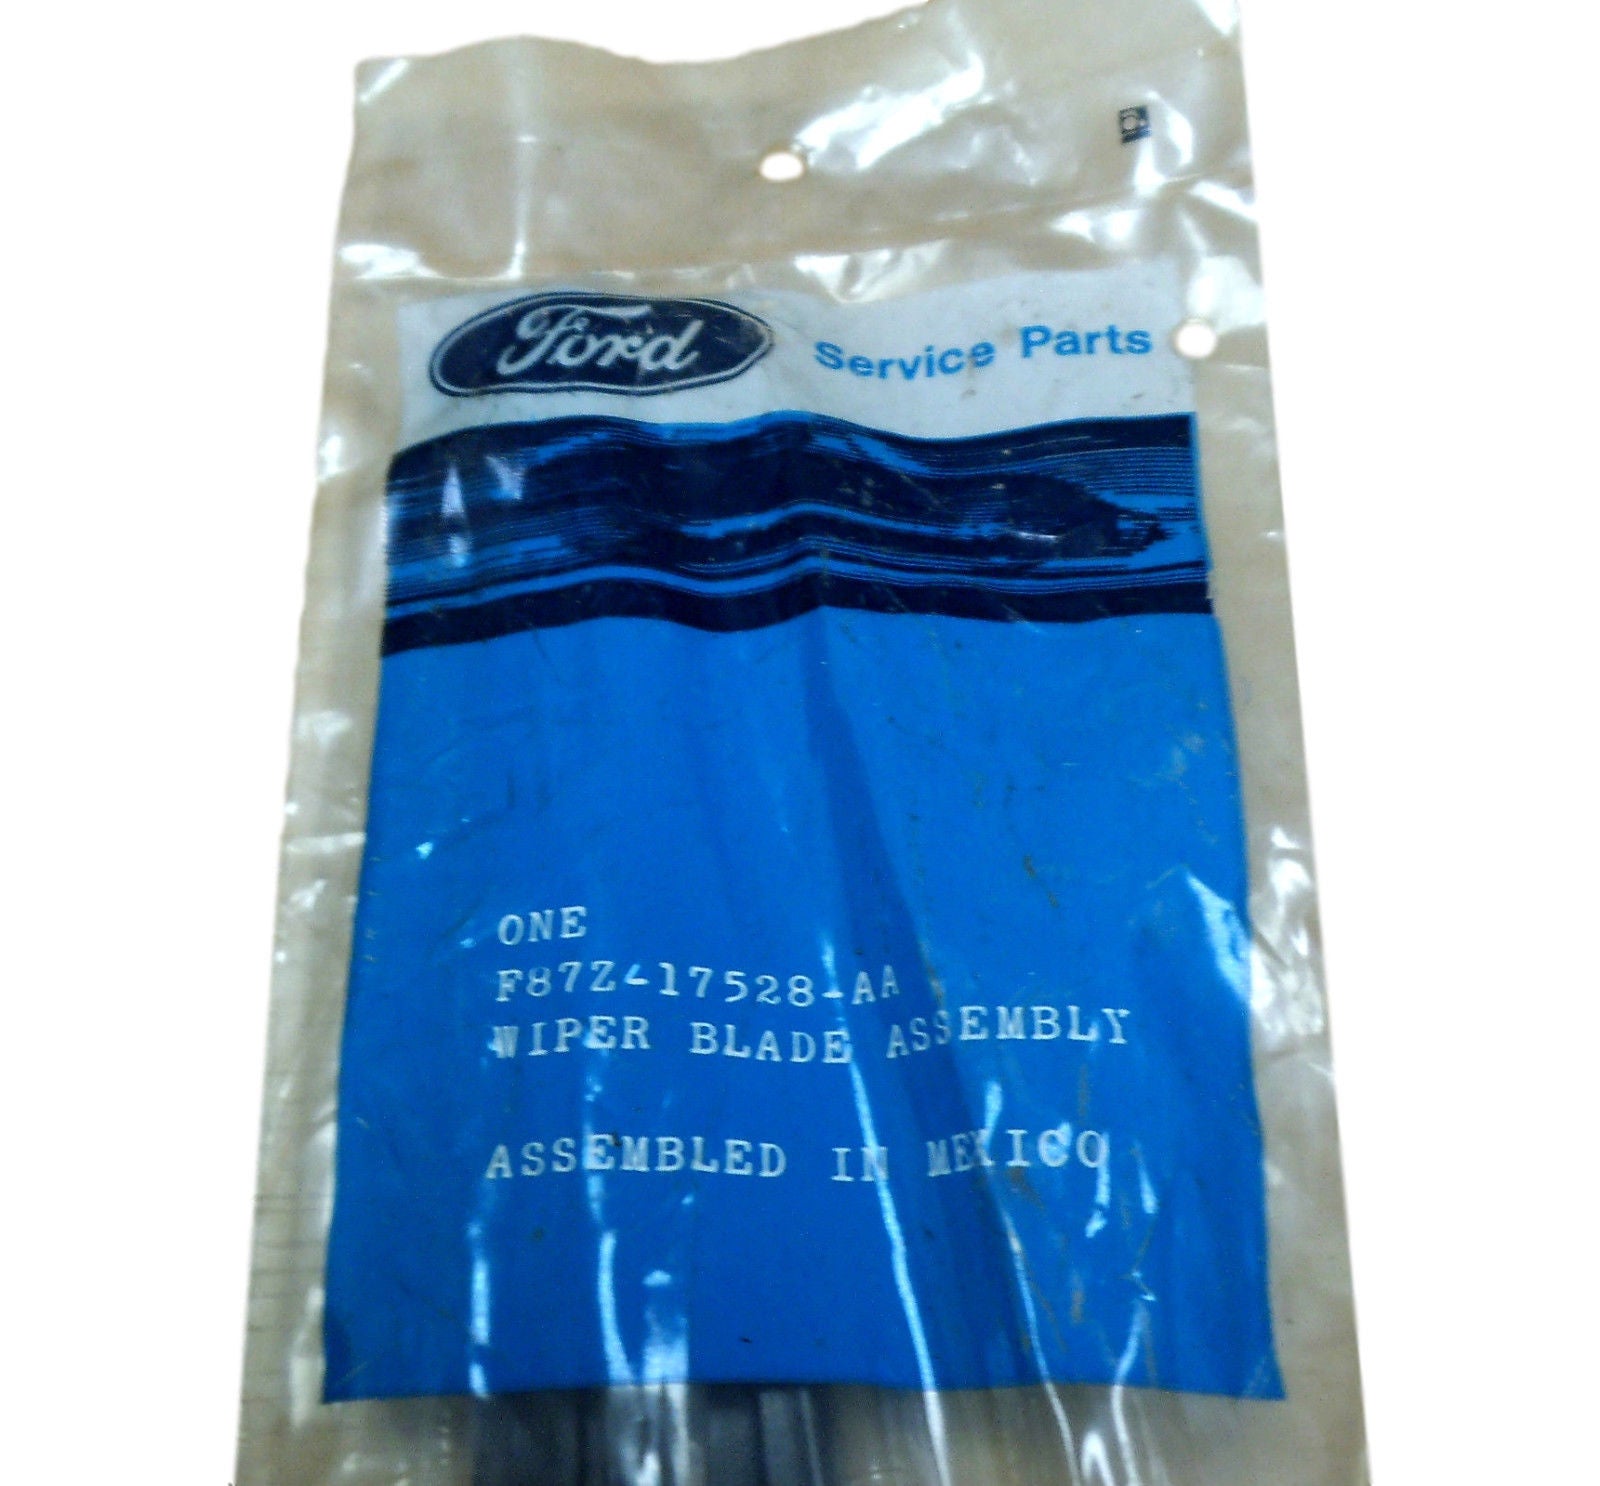 Ford Service Parts
ONE
F87Z-17528-AA
WIPER BLADE ASSEMBLY
ASSEMBLED IN MEXICO